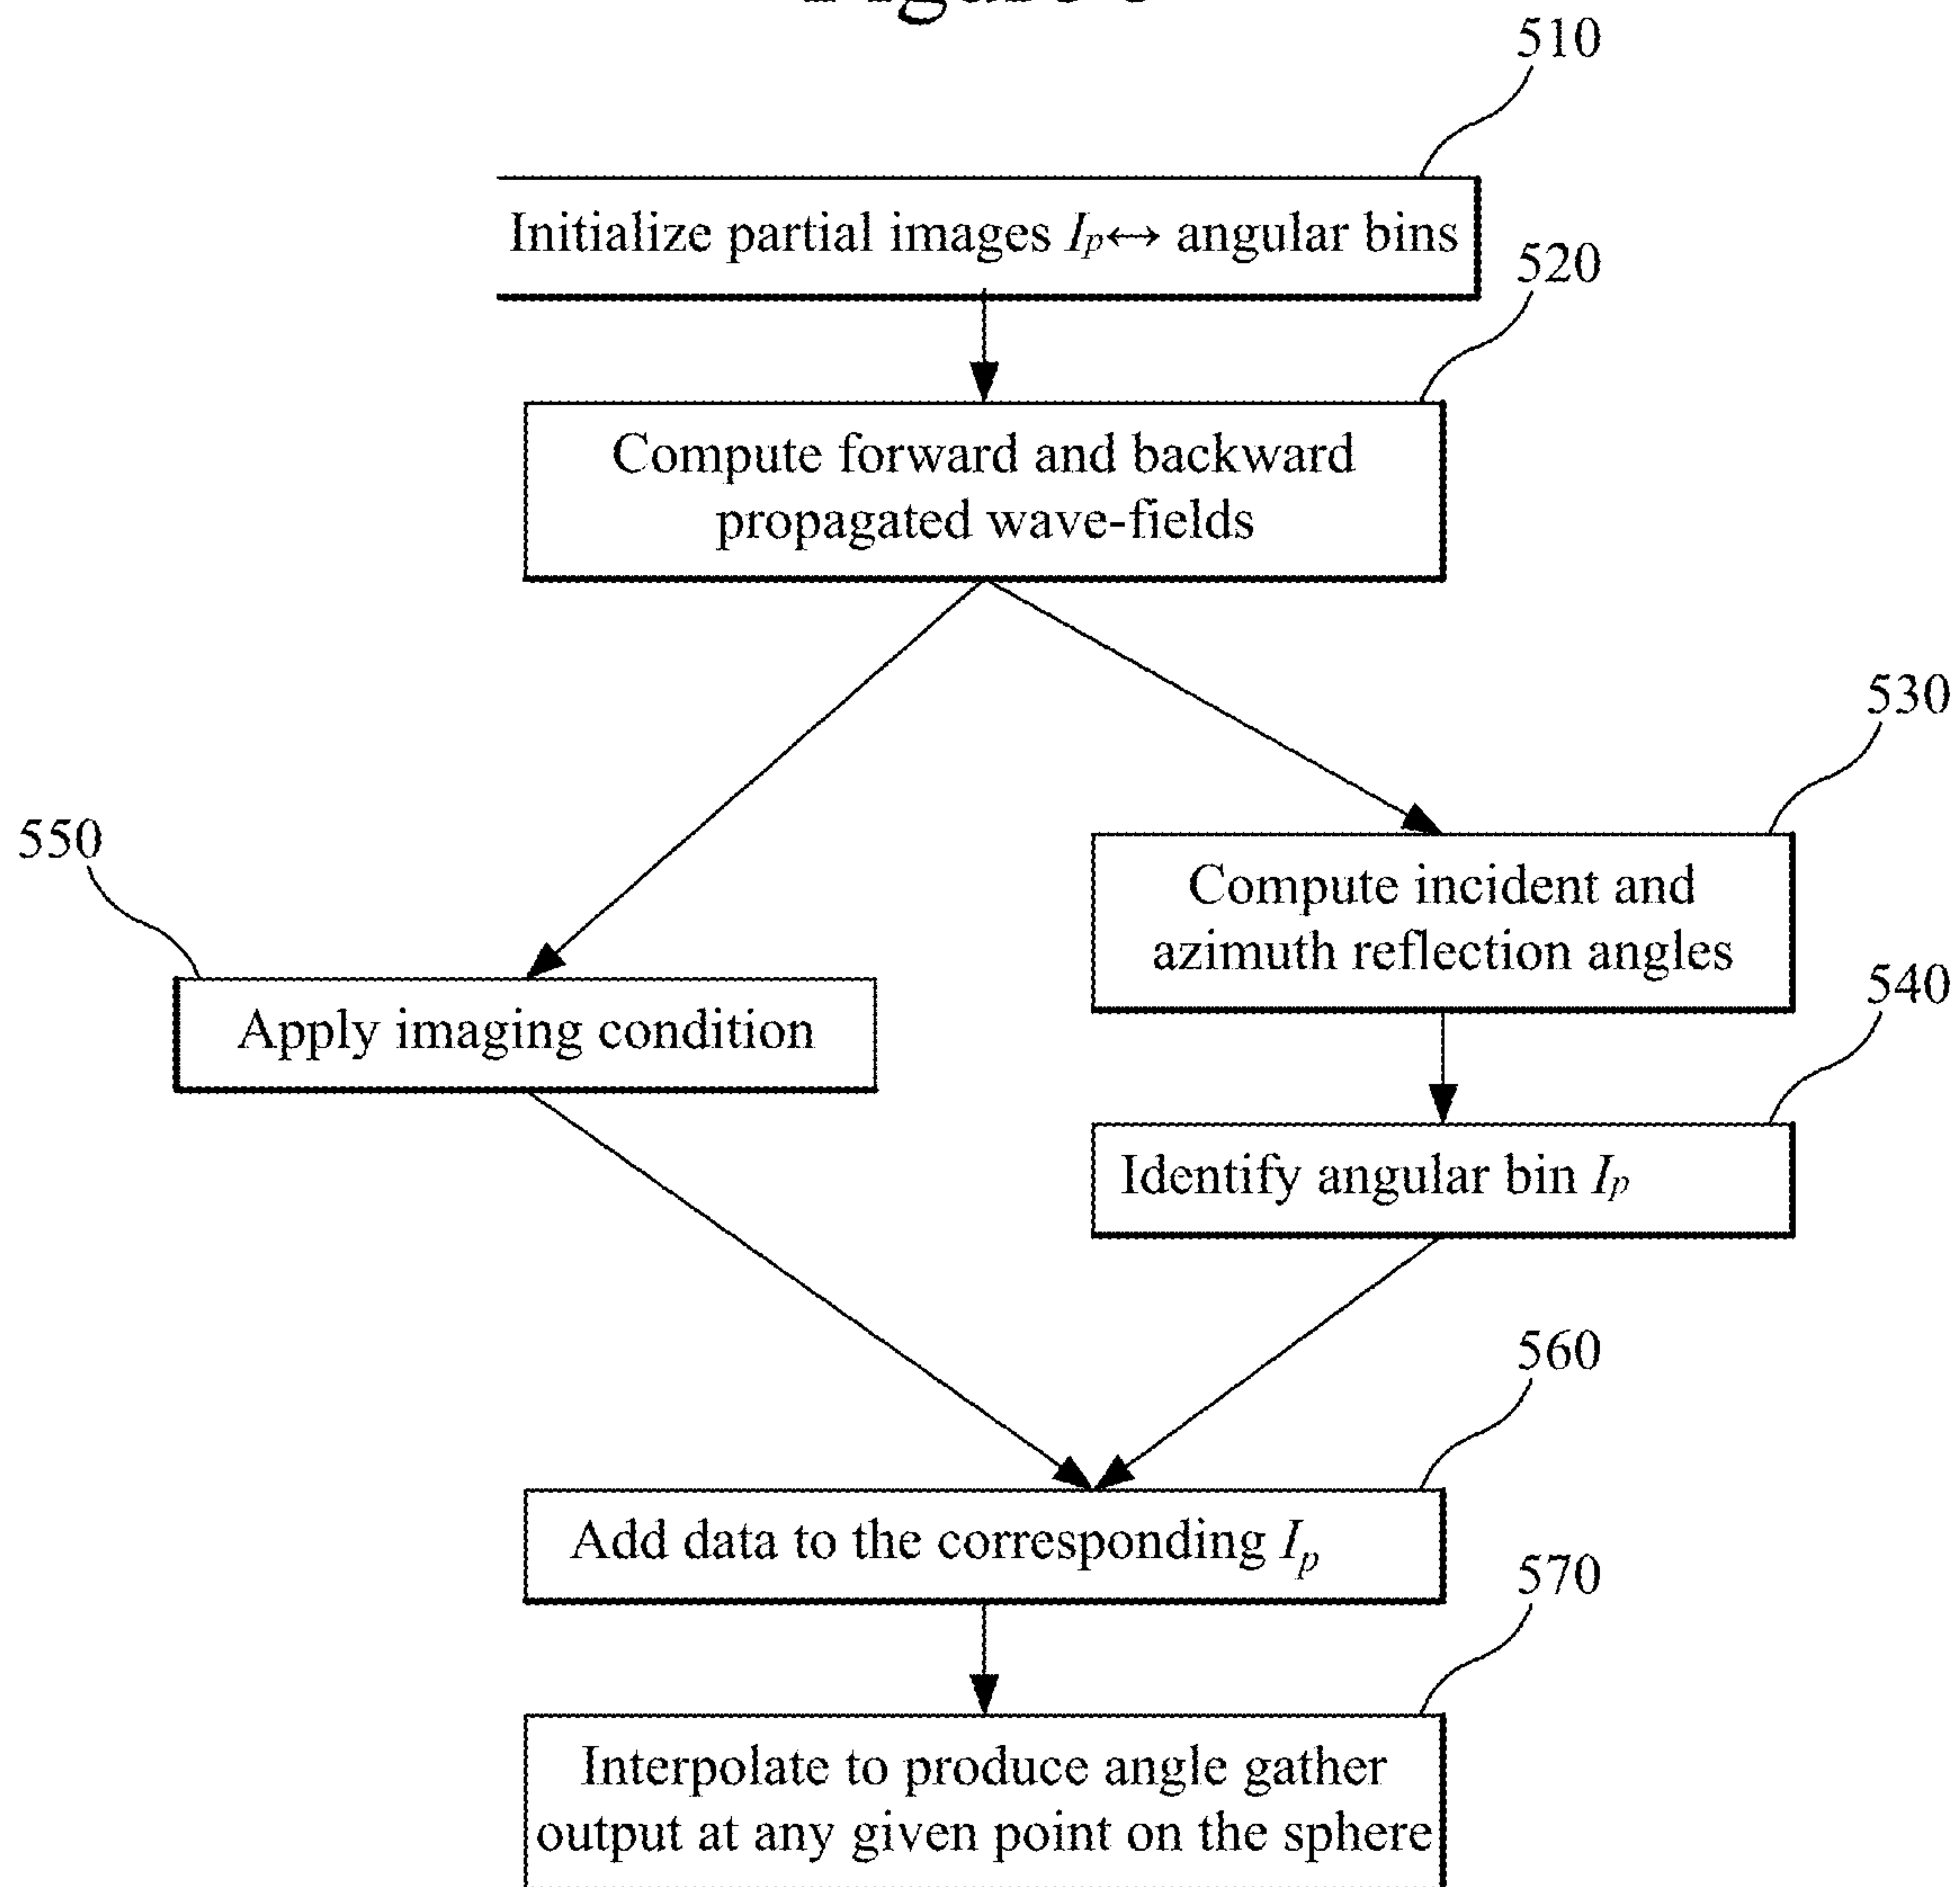 510
Initialize partial images Ip↔ angular bins
520
Compute forward and backward
propagated wave-fields
530
550
Compute incident and
azimuth reflection angles
540
Apply imaging condition
Identify angular bin Ip
560
Add data to the corresponding Ip
570
Interpolate to produce angle gather
output at any given point on the sphere